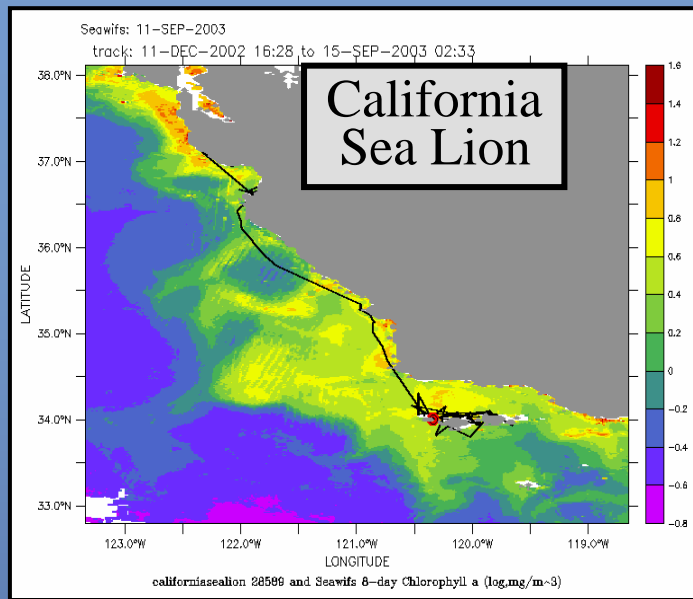 Seawifs: 11-SEP-2003
track: 11-DEC-2002 16:28 to 15-SEP-2003 02:33
California
Sea Lion
38.0°N
37.0°N
36.0°N
35.0°N
34.0°N
33.0°N
LATITUDE
123.0°W 122.0°W 121.0°W 120.0°W 119.0°W
LONGITUDE
1.6
1.4
1.2
1
0.8
0.6
0.4
0.2
0
-0.2
-0.4
-0.6
-0.8
californiasealion 28599 and Seawifs 8-day Chlorophyll a (log,mg/m^3)